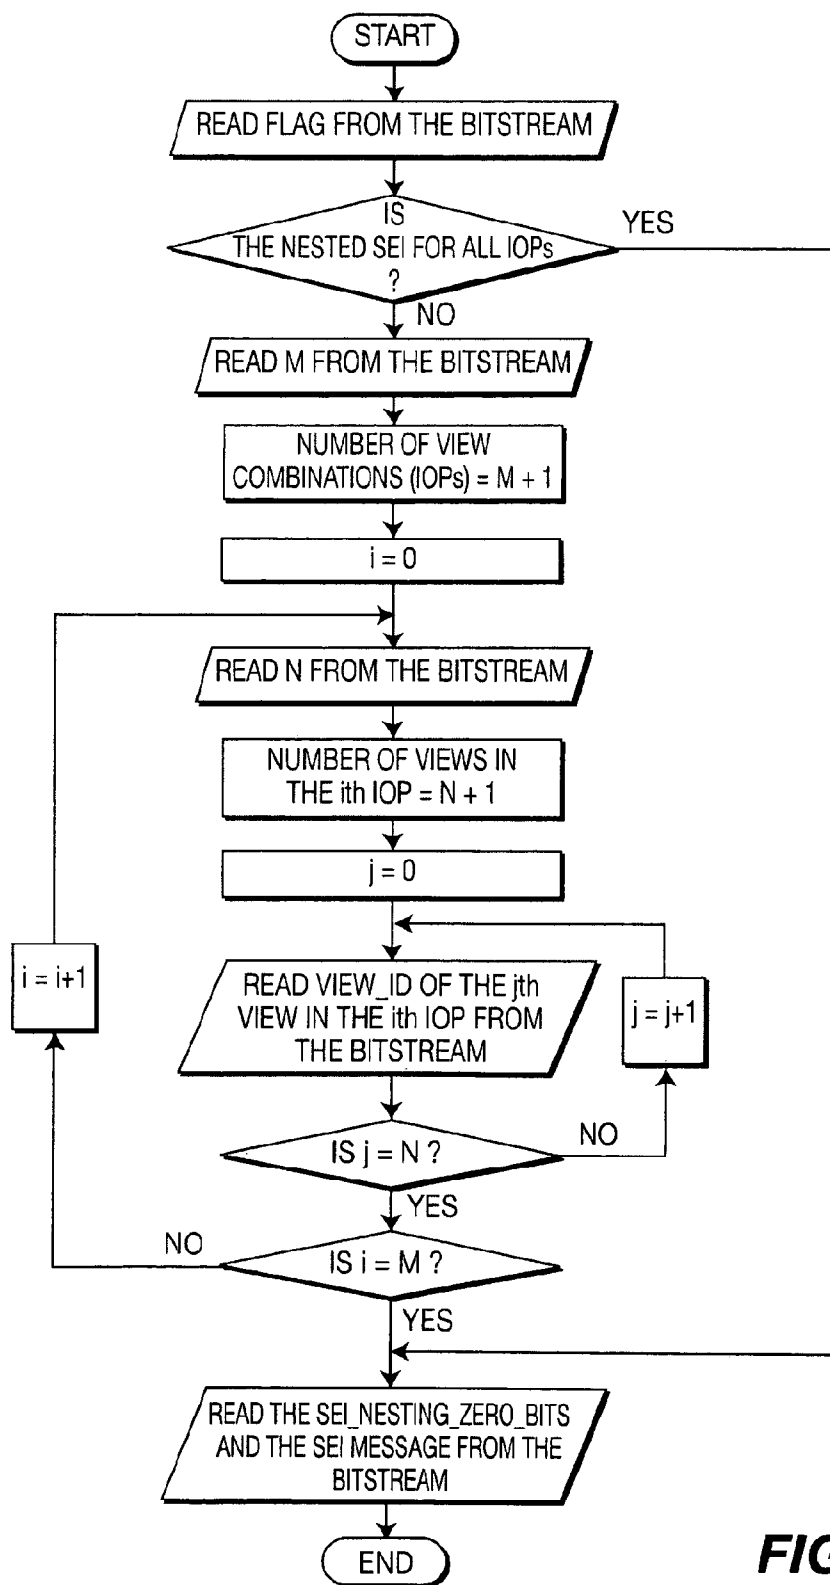 START
READ FLAG FROM THE BITSTREAM
IS
THE NESTED SEI FOR ALL IOPs
?
YES
NO
READ M FROM THE BITSTREAM
NUMBER OF VIEW
COMBINATIONS (IOPs) = M + 1
i = 0
READ N FROM THE BITSTREAM
NUMBER OF VIEWS IN
THE ith IOP = N + 1
j = 0
i = i+1
READ VIEW_ID OF THE jth
VIEW IN THE ith IOP FROM
THE BITSTREAM
j = j+1
IS j = N ?
NO
YES
NO
IS i = M ?
YES
READ THE SEI_NESTING_ZERO_BITS
AND THE SEI MESSAGE FROM THE
BITSTREAM
END
FIG